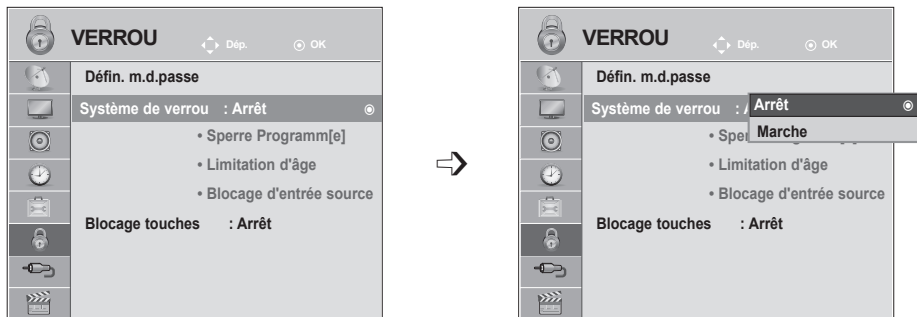 VERROU Dép. OK
Défin. m.d.passe
Système de verrou : Arrêt
• Sperre Programm[e]
• Limitation d'âge
• Blocage d'entrée source
Blocage touches : Arrêt
VERROU Dép. OK
Défin. m.d.passe
Système de verrou : Arrêt
Marche
• Limitation d'âge
• Blocage d'entrée source
Blocage touches : Arrêt